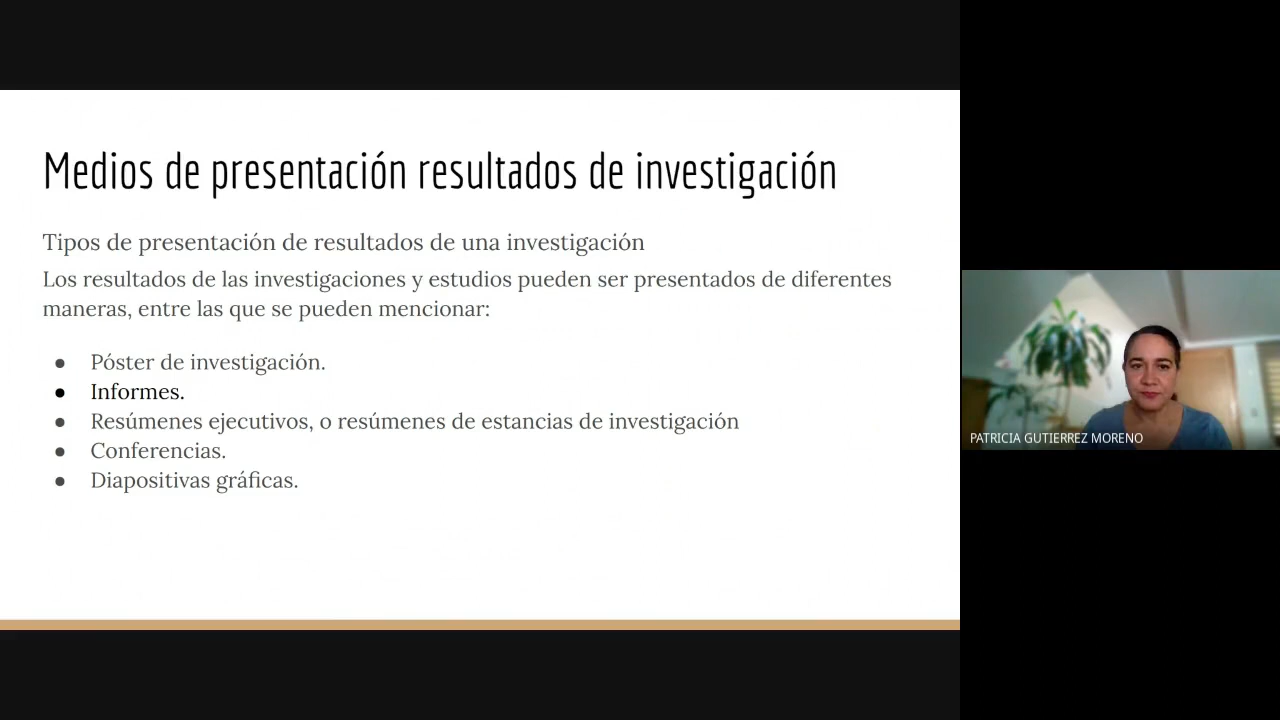 Medios de presentación resultados de investigación
Tipos de presentación de resultados de una investigación
Los resultados de las investigaciones y estudios pueden ser presentados de diferentes
maneras, entre las que se pueden mencionar:
● Póster de investigación.
● Informes.
● Resúmenes ejecutivos, o resúmenes de estancias de investigación
● Conferencias.
● Diapositivas gráficas.
PATRICIA GUTIERREZ MORENO